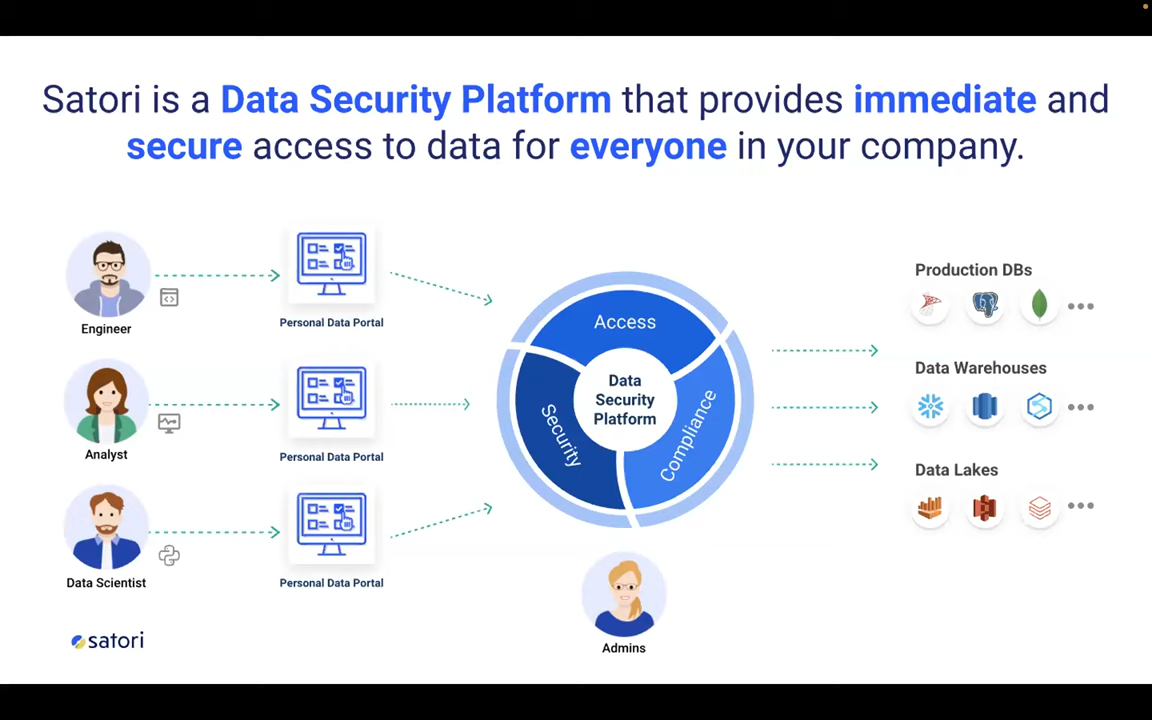 Satori is a Data Security Platform that provides immediate and
secure access to data for everyone in your company.
Engineer
Personal Data Portal
Analyst
Personal Data Portal
Data Scientist
Personal Data Portal
Access
Security
Compliance
Data
Security
Platform
Admins
Production DBs
Data Warehouses
Data Lakes
satori